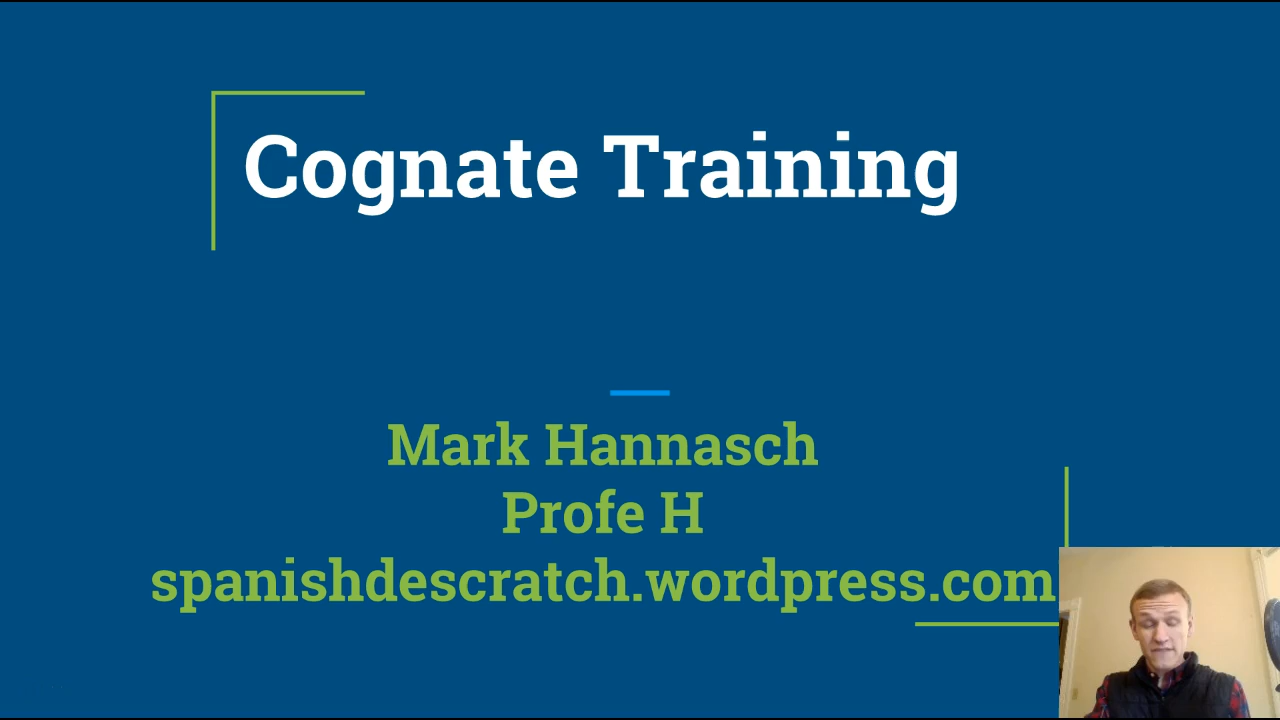 Cognate Training
Mark Hannasch
Profe H
spanishdescratch.wordpress.com